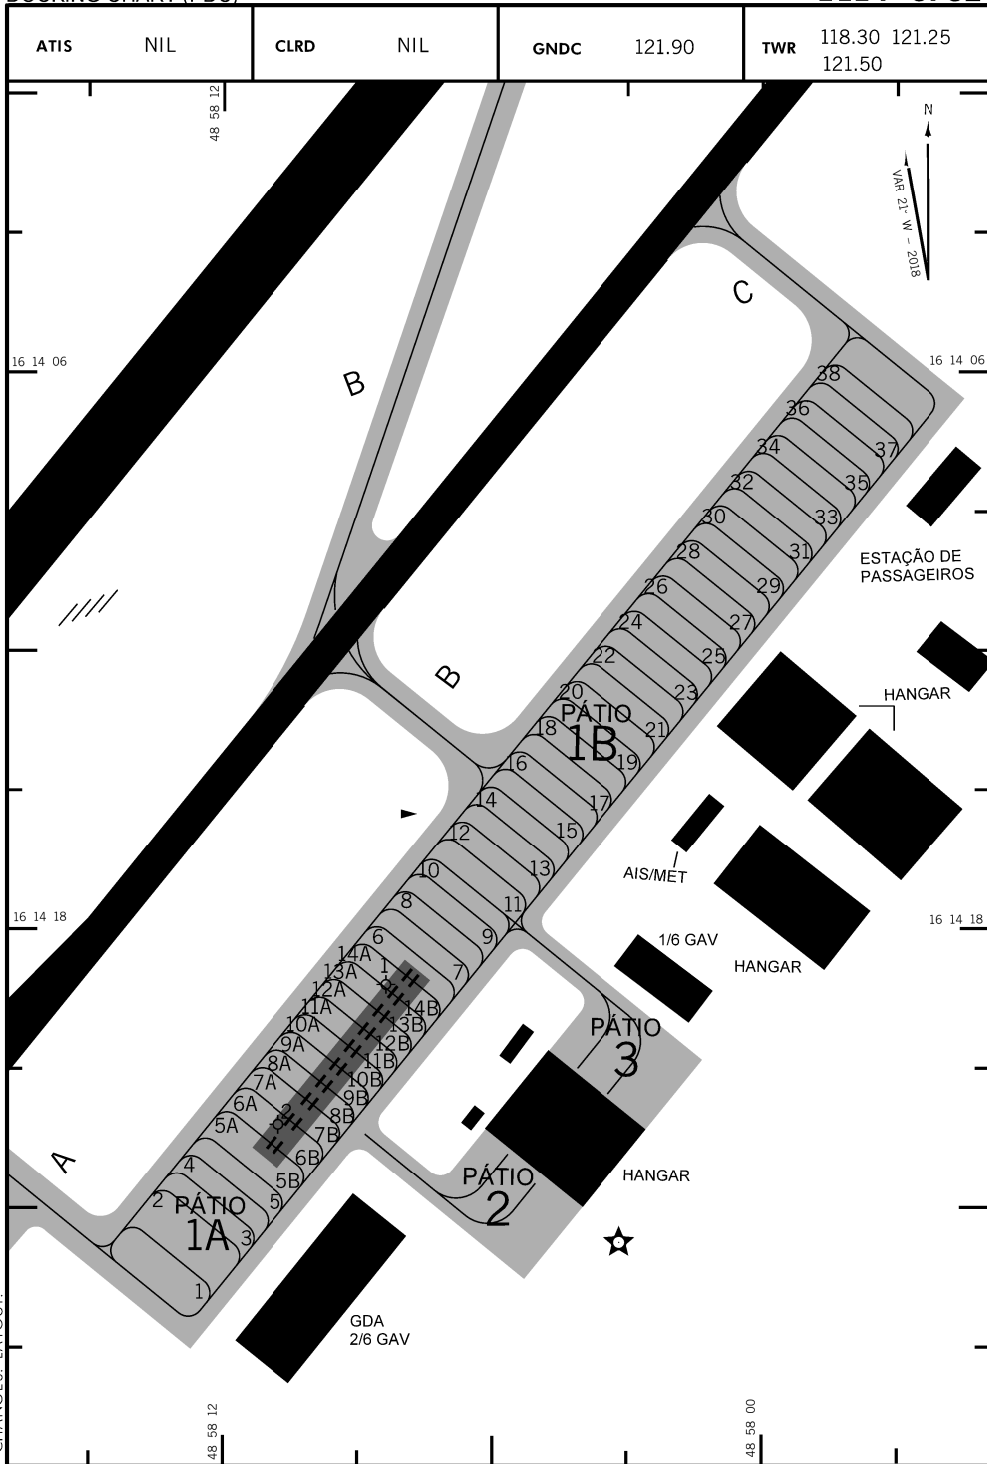 ATIS NIL CLRD NIL GNDC 121.90 TWR 118.30 121.25
121.50
48 58 12
N
VAR 21° W - 2018
C
16 14 06
16 14 06
B
38
36
37
34
35
32
33
30
31
ESTAÇÃO DE
PASSAGEIROS
28
29
26
27
24
25
22
B
23
20
HANGAR
PÁTIO
1B
18
21
16
19
14
17
12
15
10
13
AIS/MET
8
11
16 14 18
16 14 18
6
9
1/6 GAV
HANGAR
14A
1
7
13A
12A
14B
11A
13B
PÁTIO
3
10A
12B
9A
11B
8A
10B
7A
9B
6A
2
8B
5A
7B
A
6B
4
5B
HANGAR
PÁTIO
2
2
5
PÁTIO
1A
3
1
GDA
2/6 GAV
48 58 12
48 58 00